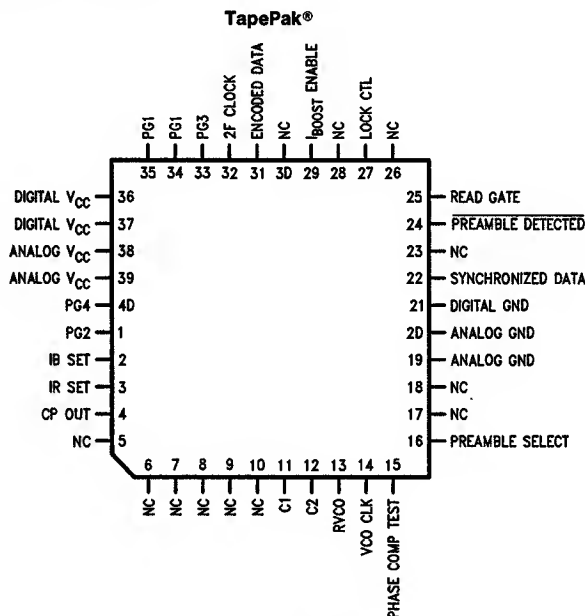 TapePak®
PG1
PG1
PG3
2F CLOCK
ENCODED DATA
NC
IBOOST ENABLE
NC
LOCK CTL
NC
35 34 33 32 31 3D 29 28 27 26
DIGITAL VCC 36
DIGITAL VCC 37
ANALOG VCC 38
ANALOG VCC 39
PG4 4D
PG2 1
IB SET 2
IR SET 3
CP OUT 4
NC 5
25 READ GATE
24 PREAMBLE DETECTED
23 NC
22 SYNCHRONIZED DATA
21 DIGITAL GND
2D ANALOG GND
19 ANALOG GND
18 NC
17 NC
16 PREAMBLE SELECT
6 7 8 9 10 11 12 13 14 15
NC
NC
NC
NC
NC
C1
C2
RVCO
VCO CLK
PHASE COMP TEST